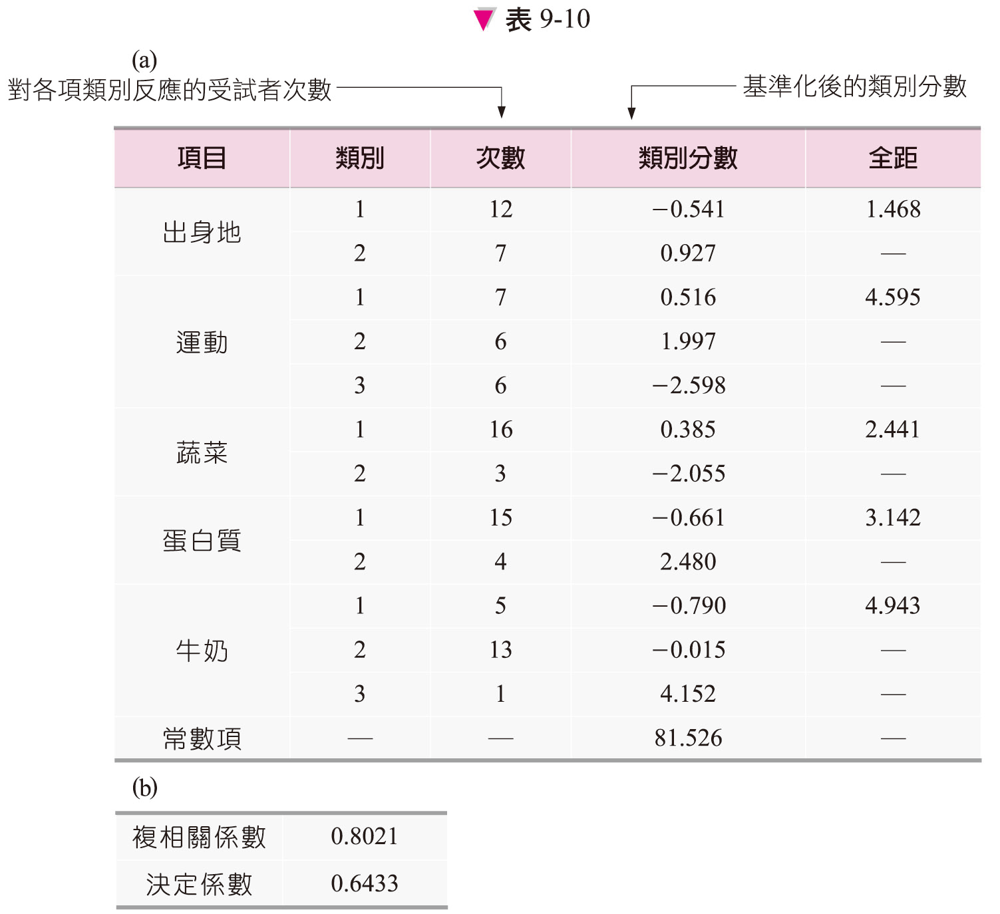 ▼ 表 9-10
(a)
對各項類別反應的受試者次數 基準化後的類別分數
項目 類別 次數 類別分數 全距
出身地 1 12 −0.541 1.468
2 7 0.927 —
運動 1 7 0.516 4.595
2 6 1.997 —
3 6 −2.598 —
蔬菜 1 16 0.385 2.441
2 3 −2.055 —
蛋白質 1 15 −0.661 3.142
2 4 2.480 —
牛奶 1 5 −0.790 4.943
2 13 −0.015 —
3 1 4.152 —
常數項 — — 81.526 —
(b)
複相關係數 0.8021
決定係數 0.6433